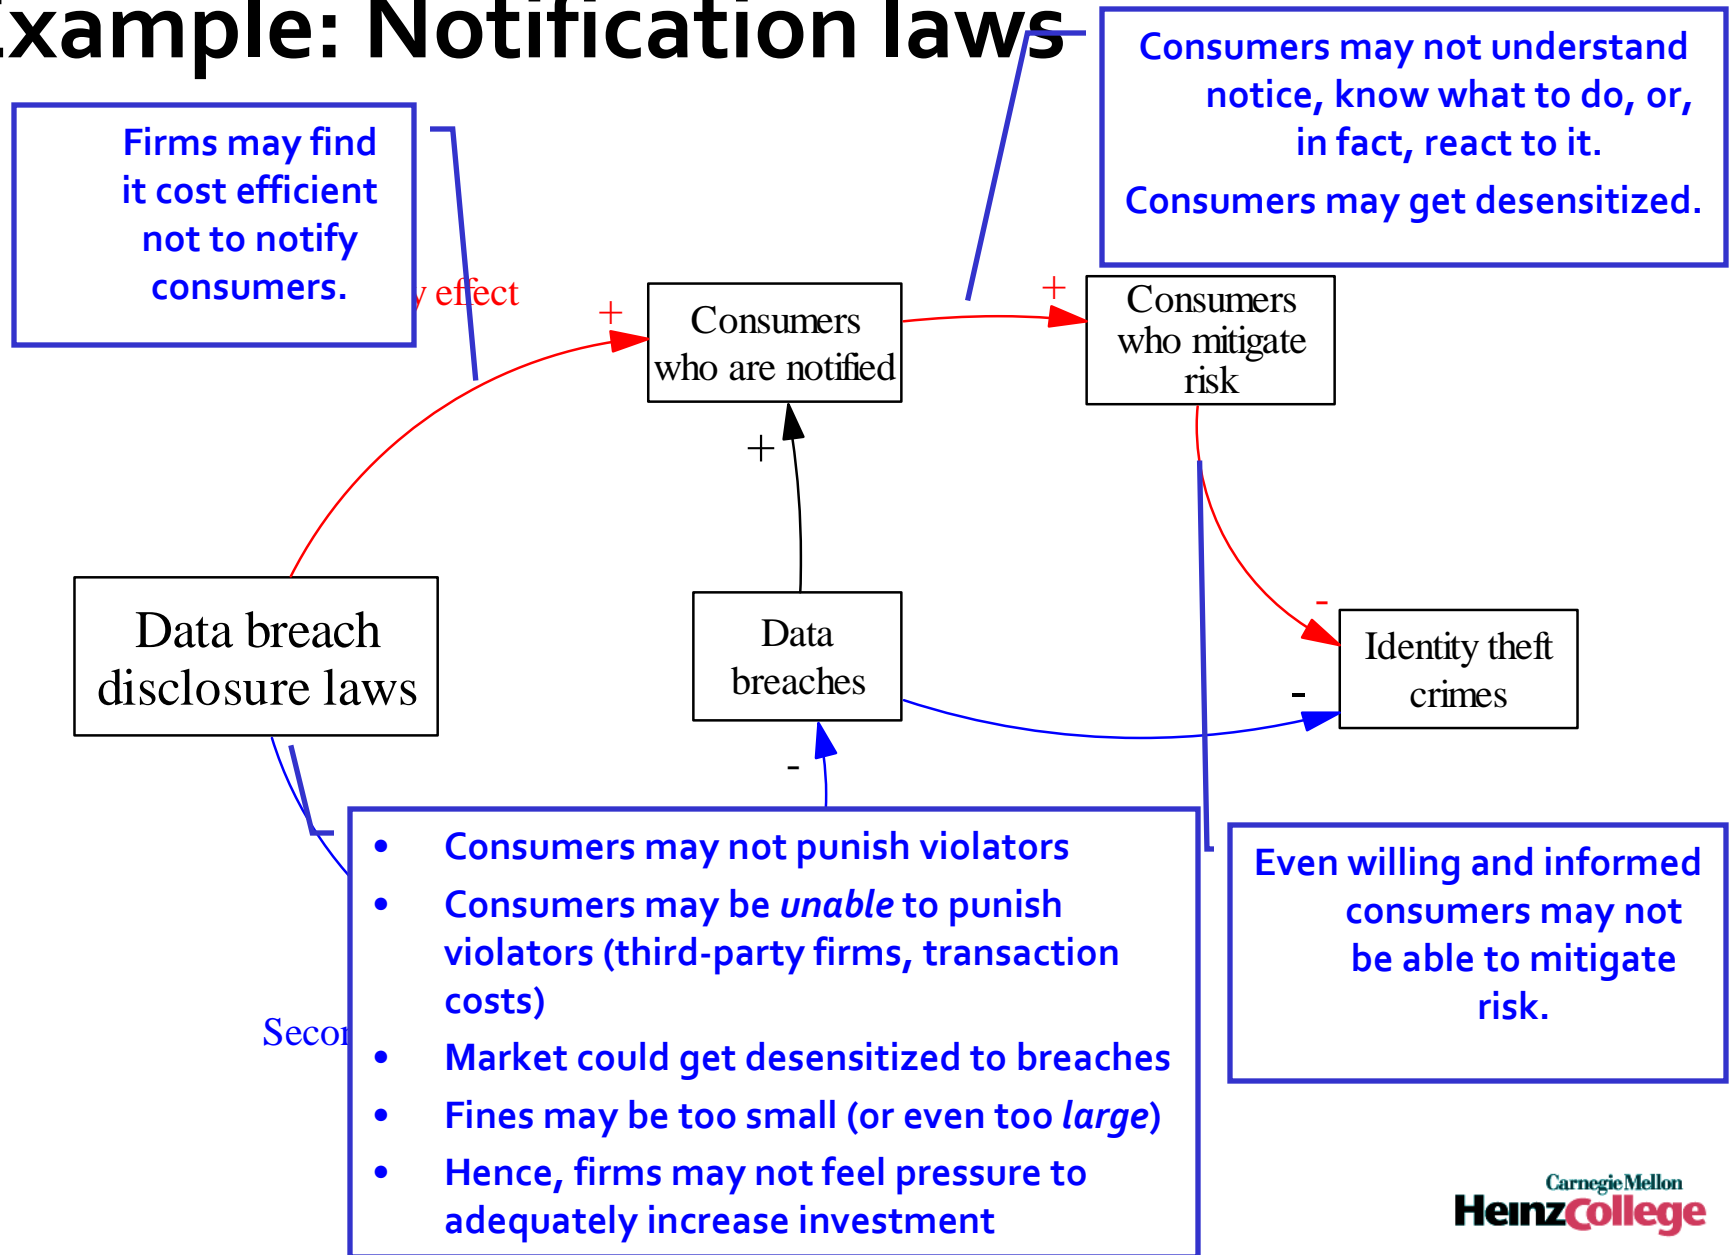 xample: Notification laws
Consumers may not understand
notice, know what to do, or,
in fact, react to it.
Consumers may get desensitized.
Firms may find
it cost efficient
not to notify
consumers.
y effect
+
Consumers
who are notified
+
Consumers
who mitigate
risk
+
Data breach
disclosure laws
Data
breaches
-
Identity theft
crimes
-
-
• Consumers may not punish violators
• Consumers may be unable to punish
violators (third-party firms, transaction
costs)
• Market could get desensitized to breaches
• Fines may be too small (or even too large)
• Hence, firms may not feel pressure to
adequately increase investment
Secon
Even willing and informed
consumers may not
be able to mitigate
risk.
Carnegie Mellon
HeinzCollege